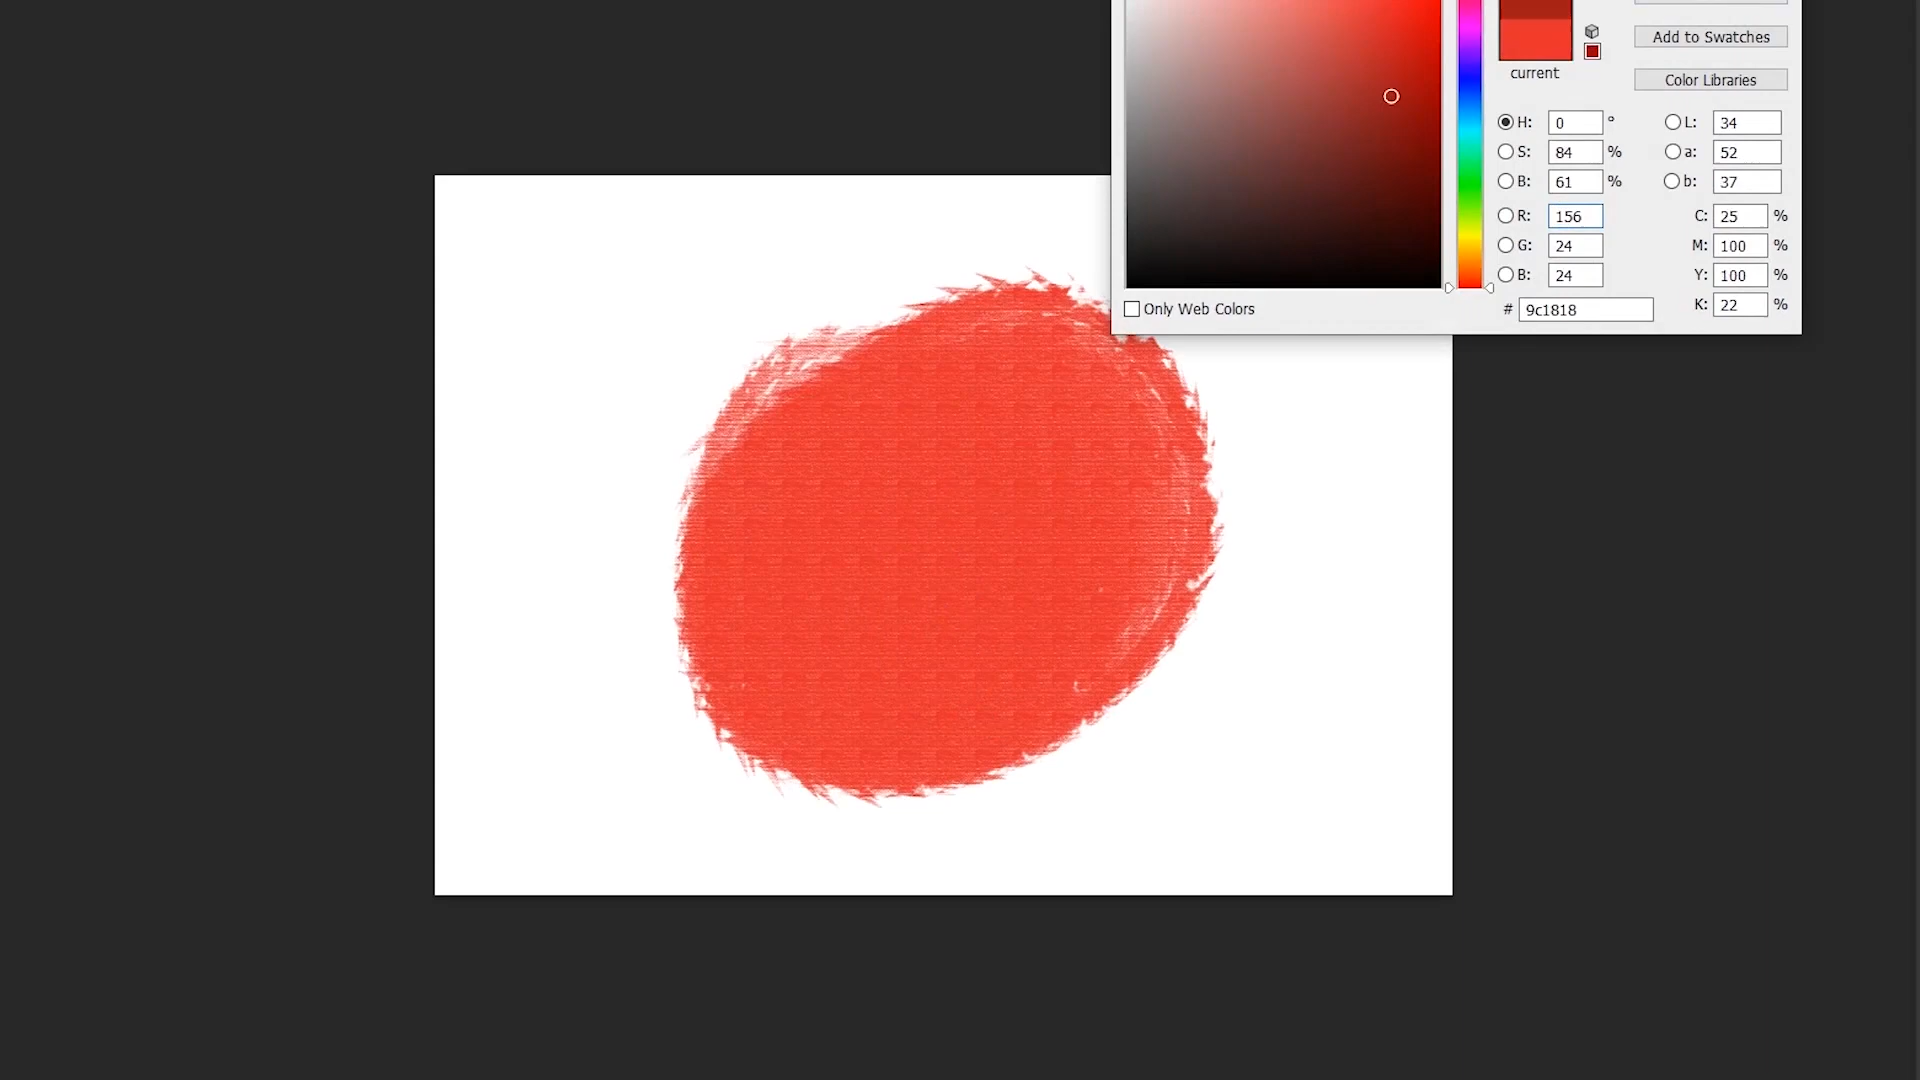 Add to Swatches
current
Color Libraries
H: 0 ° L: 34
S: 84 % a: 52
B: 61 % b: 37
R: 156 C: 25 %
G: 24 M: 100 %
B: 24 Y: 100 %
Only Web Colors # 9c1818 K: 22 %